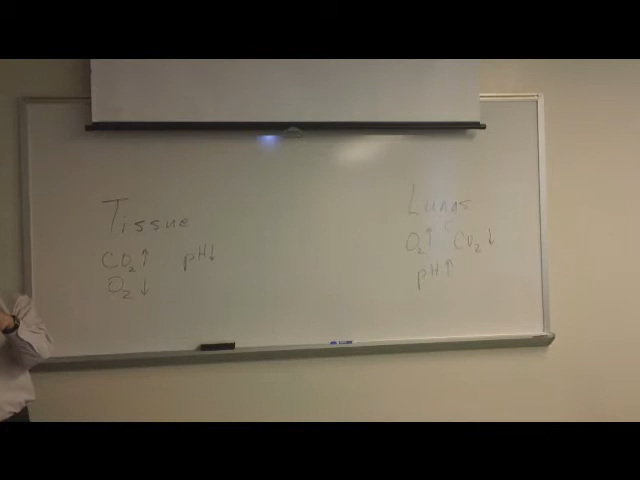 Tissue
CO₂↑ pH↓
O₂↓
Lungs
O₂↑ CO₂↓
pH↑